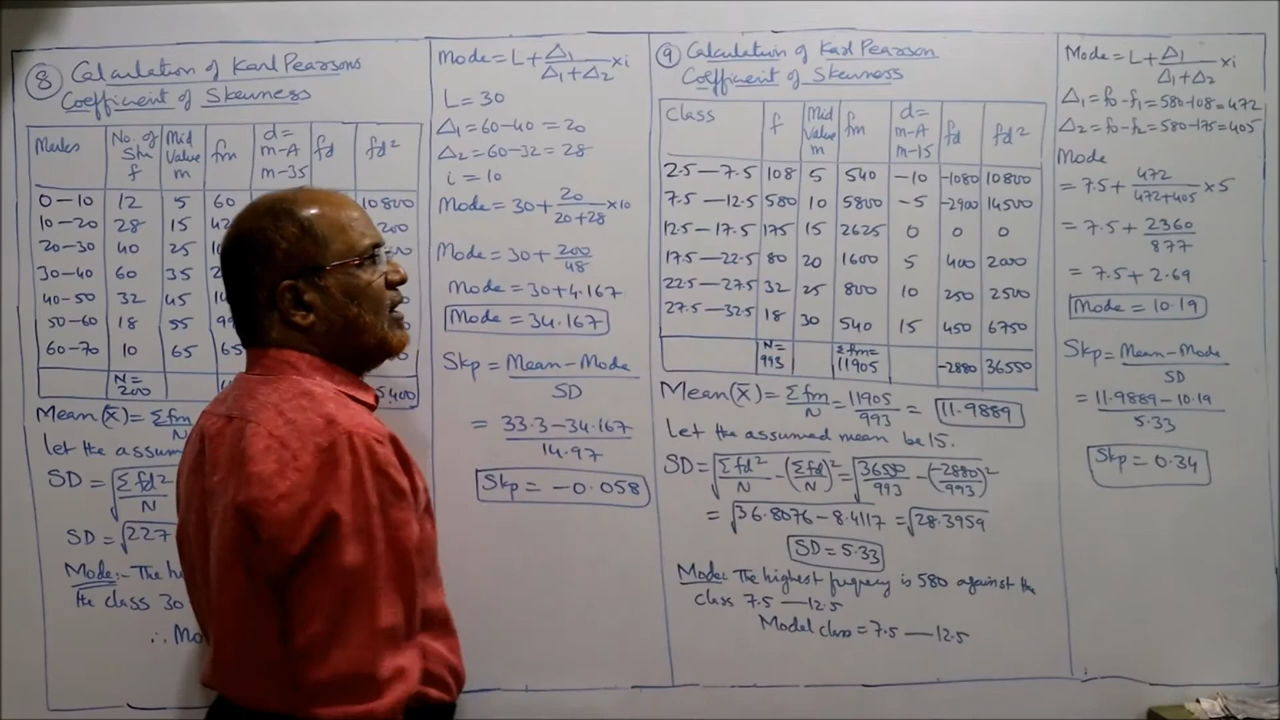 8 Calculation of Karl Pearsons
Coefficient of Skewness
Marks No. of Stu f Mid Value m fm d= m-A m-35 fd fd²
0-10 12 5 60 10800
10-20 28 15 42 200
20-30 40 25
30-40 60 35
40-50 32 45
50-60 18 55 99
60-70 10 65 65
N= 200 5,400
Mean (x̄) = Σfm/N
let the assum
SD = √Σfd²/N
SD = √227
Mode:- The hi
the class 30
∴ Mo
Mode = L + Δ₁/Δ₁+Δ₂ × i
L = 30
Δ₁ = 60-40 = 20
Δ₂ = 60-32 = 28
i = 10
Mode = 30 + 20/20+28 × 10
Mode = 30 + 200/48
Mode = 30 + 4.167
Mode = 34.167
Skp = Mean - Mode/SD
= 33.3 - 34.167/14.97
Skp = -0.058
9 Calculation of Karl Pearson
Coefficient of Skewness
Class f Mid Value m fm d= m-A m-15 fd fd²
2.5 - 7.5 108 5 540 -10 -1080 10800
7.5 - 12.5 580 10 5800 -5 -2900 14500
12.5 - 17.5 175 15 2625 0 0 0
17.5 - 22.5 80 20 1600 5 400 2000
22.5 - 27.5 32 25 800 10 250 2500
27.5 - 32.5 18 30 540 15 450 6750
N= 993 Σfm= 11905 -2880 36550
Mean (x̄) = Σfm/N = 11905/993 = 11.9889
Let the assumed mean be 15.
SD = √Σfd²/N - (Σfd/N)² = √36550/993 - (-2880/993)²
= √36.8076 - 8.4117 = √28.3959
SD = 5.33
Mode: The highest frequency is 580 against the
class 7.5 - 12.5
Model class = 7.5 - 12.5
Mode = L + Δ₁/Δ₁+Δ₂ × i
Δ₁ = f₀ - f₁ = 580-108 = 472
Δ₂ = f₀ - f₂ = 580-175 = 405
Mode
= 7.5 + 472/472+405 × 5
= 7.5 + 2360/877
= 7.5 + 2.69
Mode = 10.19
Skp = Mean - Mode/SD
= 11.9889 - 10.19/5.33
Skp = 0.34